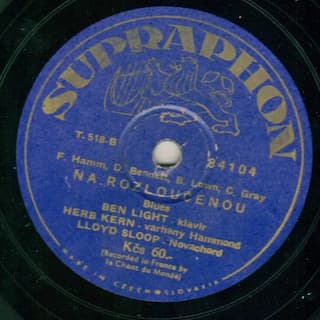 SUPRAPHON
T-518-B
84104
F. Hamm, D. Bennett, B. Lown, C. Gray
NA ROZLOUČENOU
Blues
BEN LIGHT - klavír
HERB KERN - varhany Hammond
LLOYD SLOOP - Novachord
Kčs 60.-
(Recorded in France by
le Chant du Monde)
MADE IN CZECHOSLOVAKIA